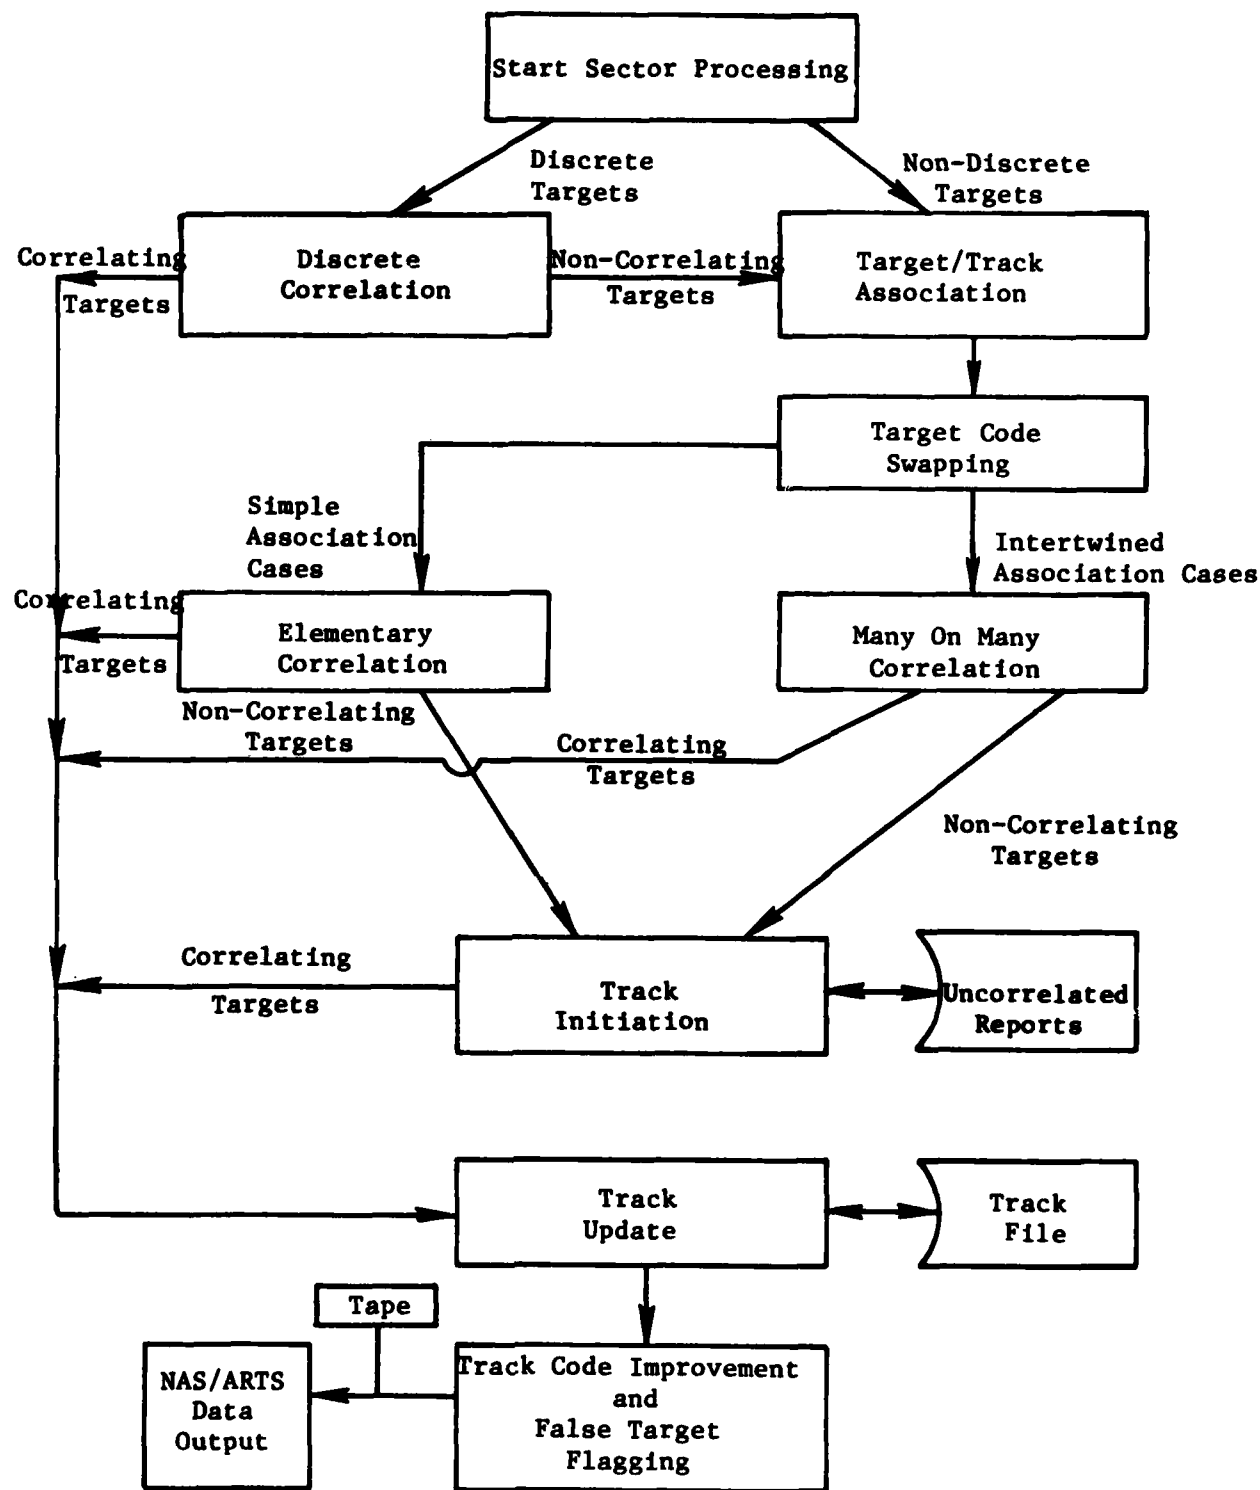 Start Sector Processing
Discrete
Targets
Non-Discrete
Targets
Correlating
Targets
Discrete
Correlation
Non-Correlating
Targets
Target/Track
Association
Target Code
Swapping
Simple
Association
Cases
Intertwined
Association Cases
Correlating
Targets
Elementary
Correlation
Many On Many
Correlation
Non-Correlating
Targets
Correlating
Targets
Non-Correlating
Targets
Correlating
Targets
Track
Initiation
Uncorrelated
Reports
Track
Update
Track
File
Tape
NAS/ARTS
Data
Output
Track Code Improvement
and
False Target
Flagging